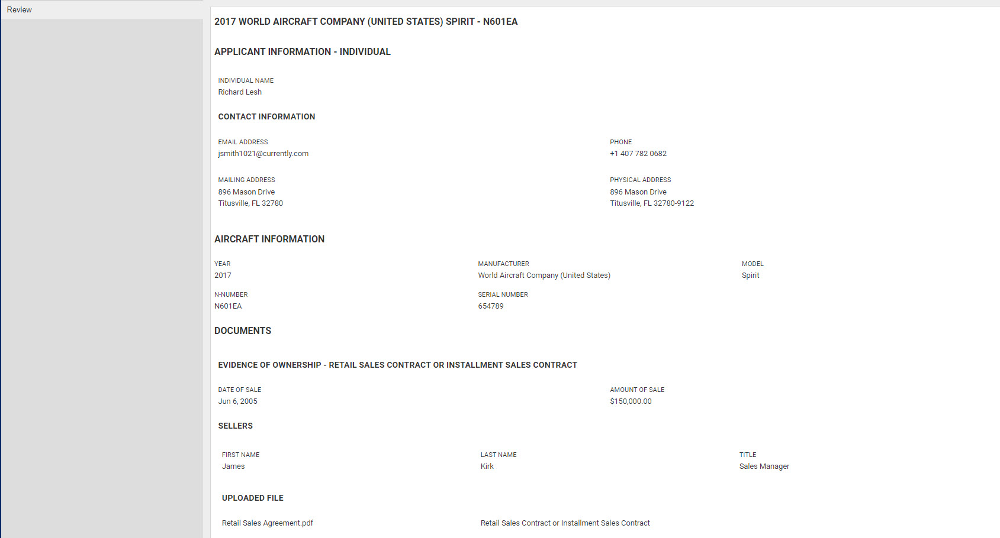 Review
2017 WORLD AIRCRAFT COMPANY (UNITED STATES) SPIRIT - N601EA
APPLICANT INFORMATION - INDIVIDUAL
INDIVIDUAL NAME
Richard Lesh
CONTACT INFORMATION
EMAIL ADDRESS
jsmith1021@currently.com
PHONE
+1 407 782 0682
MAILING ADDRESS
896 Mason Drive
Titusville, FL 32780
PHYSICAL ADDRESS
896 Mason Drive
Titusville, FL 32780-9122
AIRCRAFT INFORMATION
YEAR
2017
MANUFACTURER
World Aircraft Company (United States)
MODEL
Spirit
N-NUMBER
N601EA
SERIAL NUMBER
654789
DOCUMENTS
EVIDENCE OF OWNERSHIP - RETAIL SALES CONTRACT OR INSTALLMENT SALES CONTRACT
DATE OF SALE
Jun 6, 2005
AMOUNT OF SALE
$150,000.00
SELLERS
FIRST NAME
James
LAST NAME
Kirk
TITLE
Sales Manager
UPLOADED FILE
Retail Sales Agreement.pdf
Retail Sales Contract or Installment Sales Contract